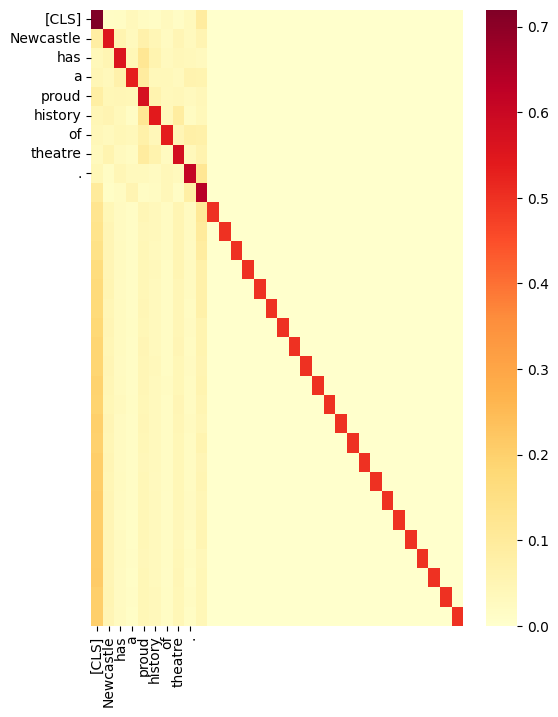 [CLS]
Newcastle
has
a
proud
history
of
theatre
.
[CLS]
Newcastle
has
a
proud
history
of
theatre
.
0.7
0.6
0.5
0.4
0.3
0.2
0.1
0.0